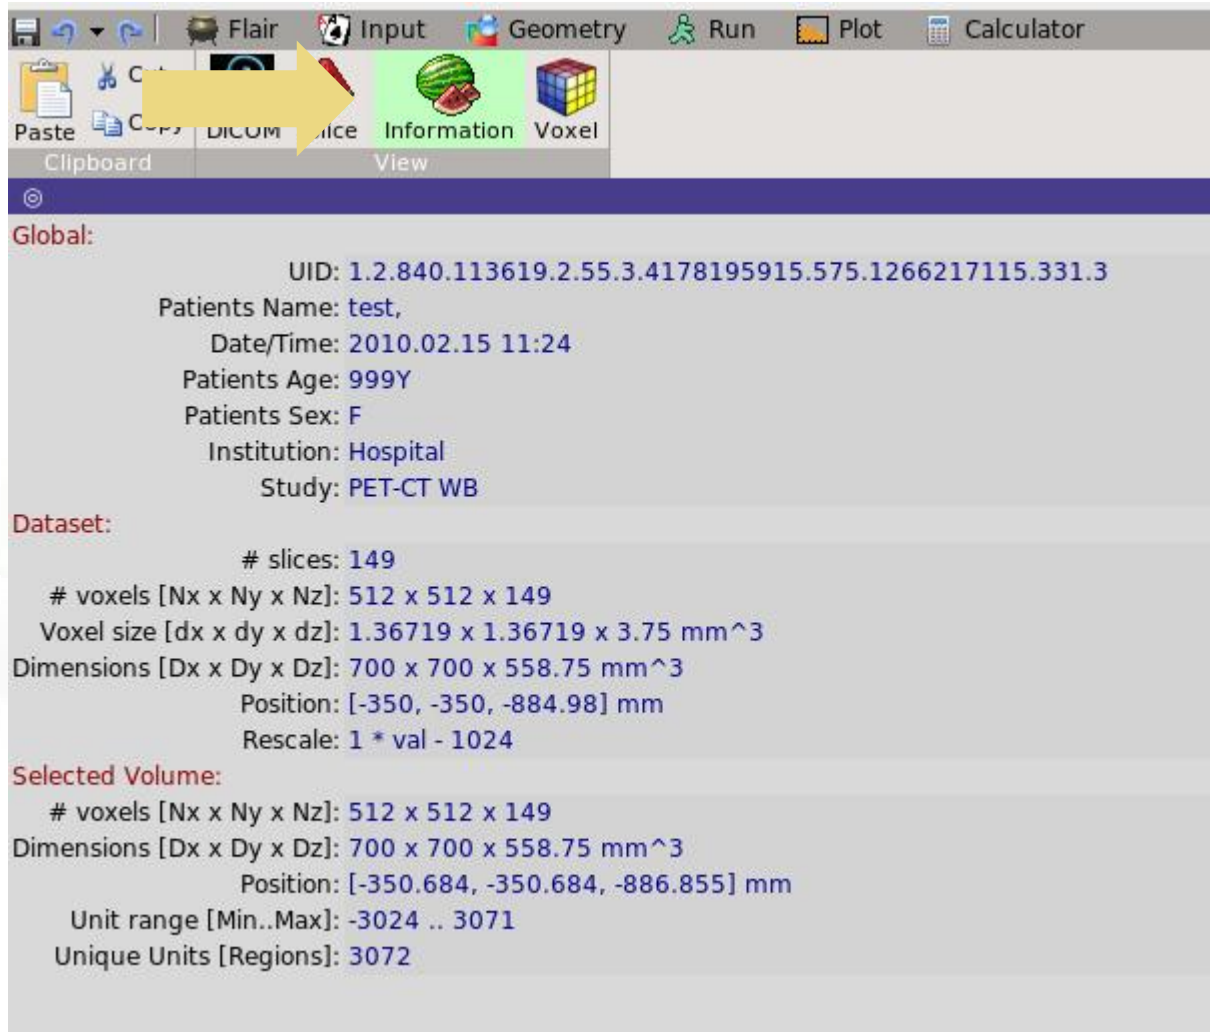 Flair Input Geometry Run Plot Calculator
Paste Information Voxel
Clipboard View
Global:
UID: 1.2.840.113619.2.55.3.4178195915.575.1266217115.331.3
Patients Name: test,
Date/Time: 2010.02.15 11:24
Patients Age: 999Y
Patients Sex: F
Institution: Hospital
Study: PET-CT WB
Dataset:
# slices: 149
# voxels [Nx x Ny x Nz]: 512 x 512 x 149
Voxel size [dx x dy x dz]: 1.36719 x 1.36719 x 3.75 mm^3
Dimensions [Dx x Dy x Dz]: 700 x 700 x 558.75 mm^3
Position: [-350, -350, -884.98] mm
Rescale: 1 * val - 1024
Selected Volume:
# voxels [Nx x Ny x Nz]: 512 x 512 x 149
Dimensions [Dx x Dy x Dz]: 700 x 700 x 558.75 mm^3
Position: [-350.684, -350.684, -886.855] mm
Unit range [Min..Max]: -3024 .. 3071
Unique Units [Regions]: 3072